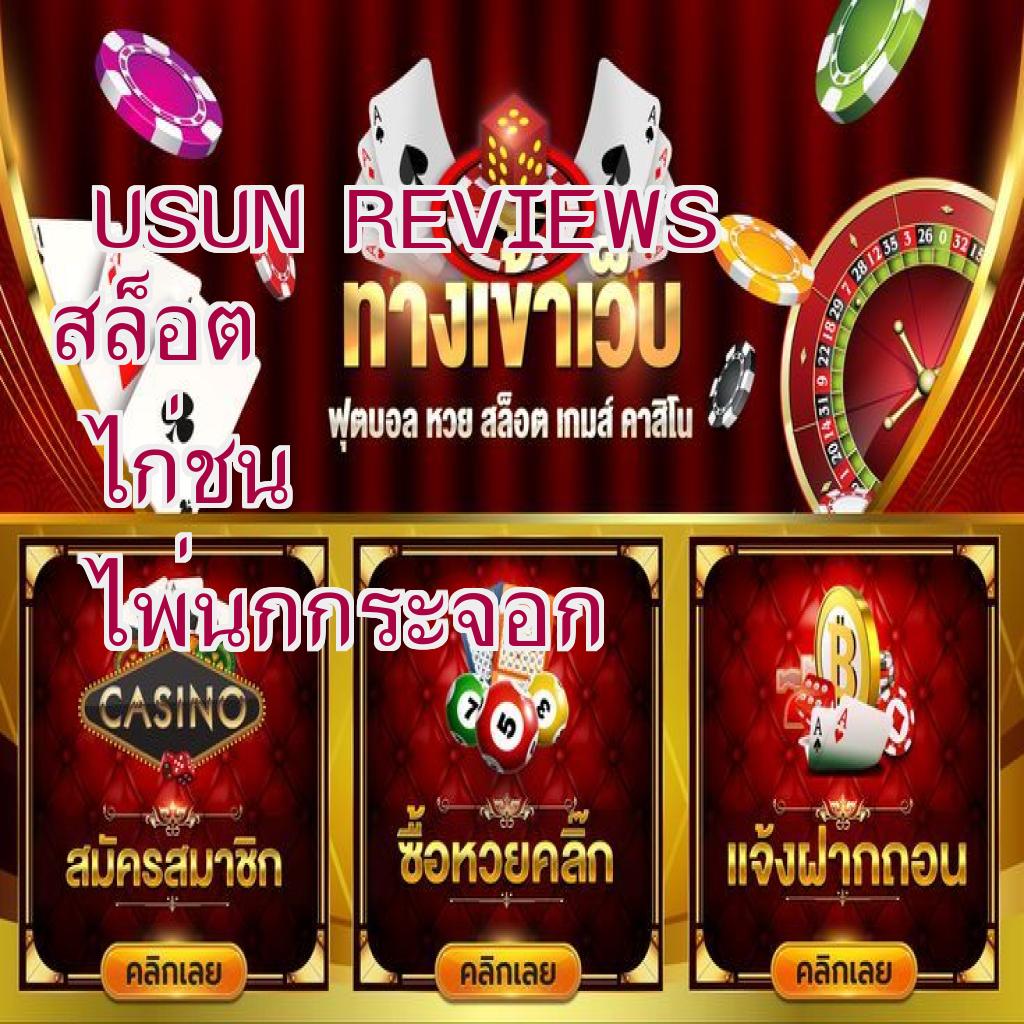 USUN REVIEWS
ทางเข้าเว็บ
สล็อต
ฟุตบอล หวย สล็อต เกมส์ คาสิโน
ไก่ชน
ไพ่นกกระจอก
CASINO
7 5 3
สมัครสมาชิก
ซื้อหวยคลิ๊ก
แจ้งฝากถอน
คลิกเลย
คลิกเลย
คลิกเลย